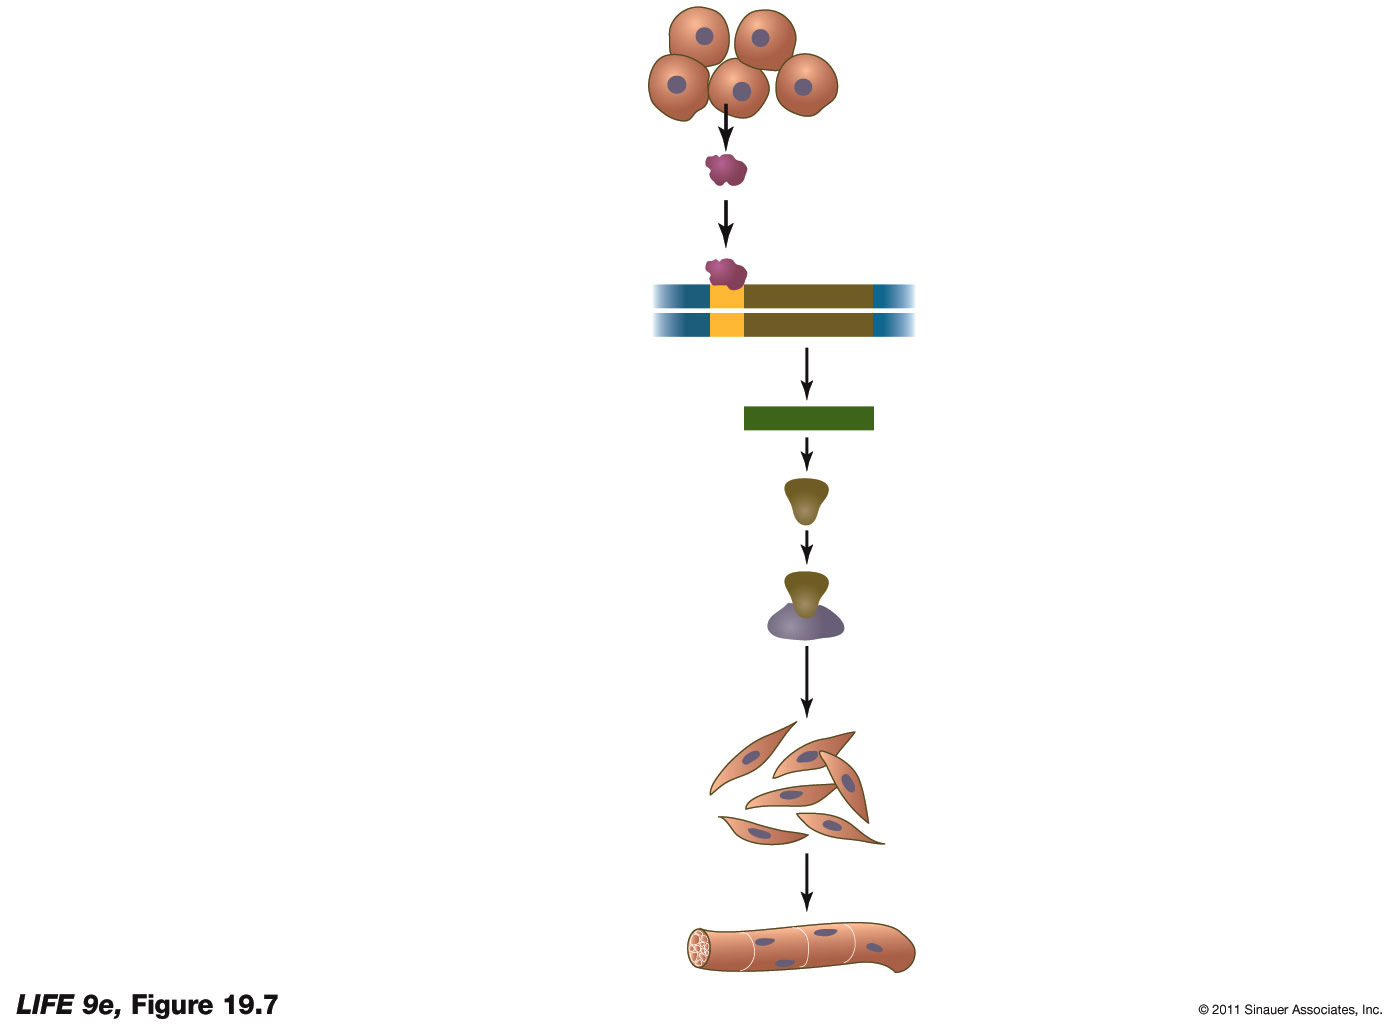 LIFE 9e, Figure 19.7
© 2011 Sinauer Associates, Inc.